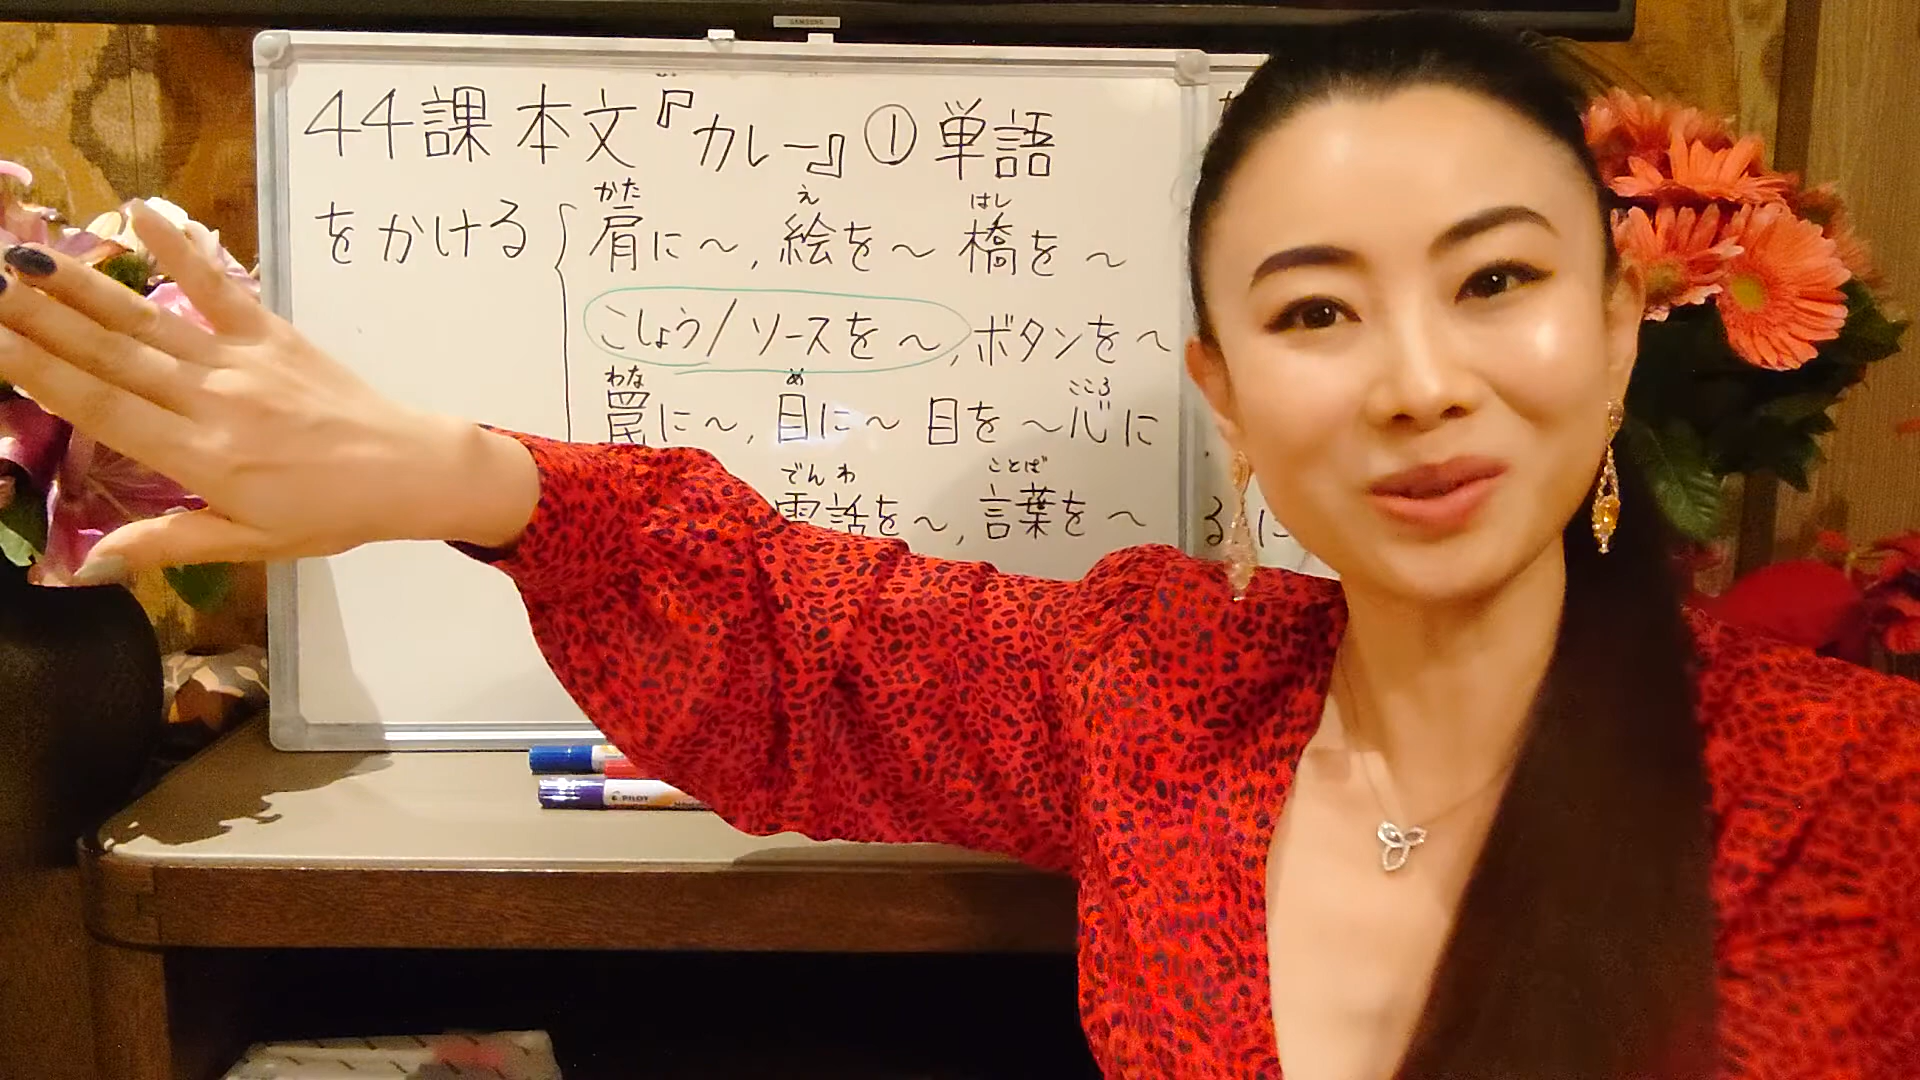 SAMSUNG
44課 本文『カレー』① 単語
かた え はし
をかける 肩に〜, 絵を〜 橋を〜
こしょう/ソースを〜, ボタンを〜
わな め こころ
罠に〜, 目に〜 目を〜心に
でんわ ことば
電話を〜, 言葉を〜
る に
PILOT